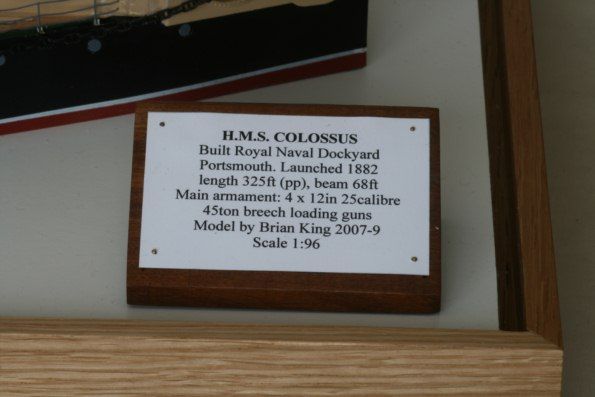 H.M.S. COLOSSUS
Built Royal Naval Dockyard
Portsmouth. Launched 1882
length 325ft (pp), beam 68ft
Main armament: 4 x 12in 25calibre
45ton breech loading guns
Model by Brian King 2007-9
Scale 1:96